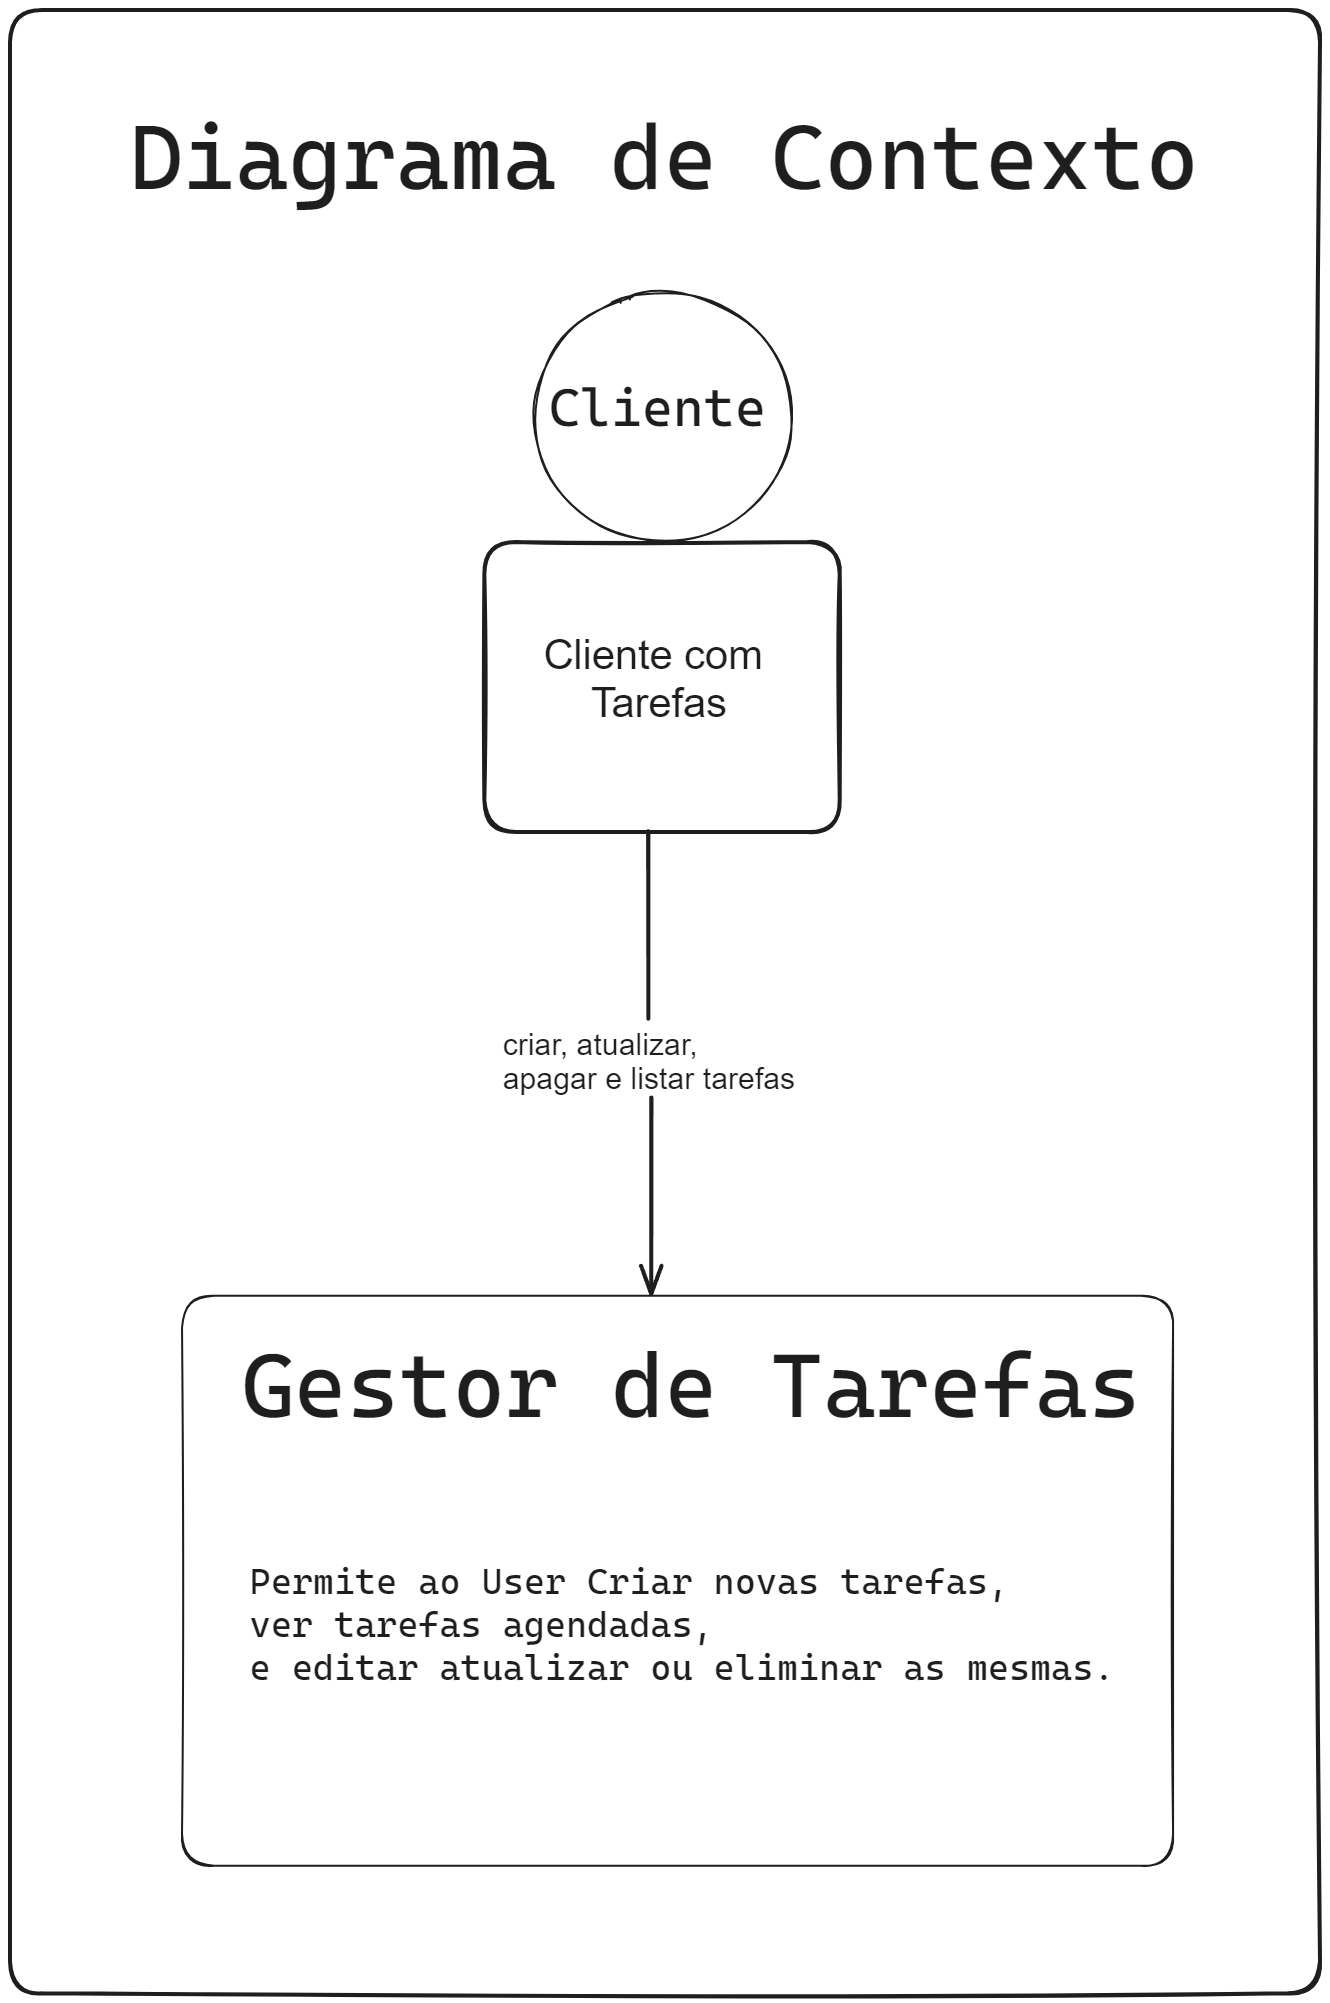 Diagrama de Contexto
Cliente
Cliente com
Tarefas
criar, atualizar,
apagar e listar tarefas
Gestor de Tarefas
Permite ao User Criar novas tarefas,
ver tarefas agendadas,
e editar atualizar ou eliminar as mesmas.